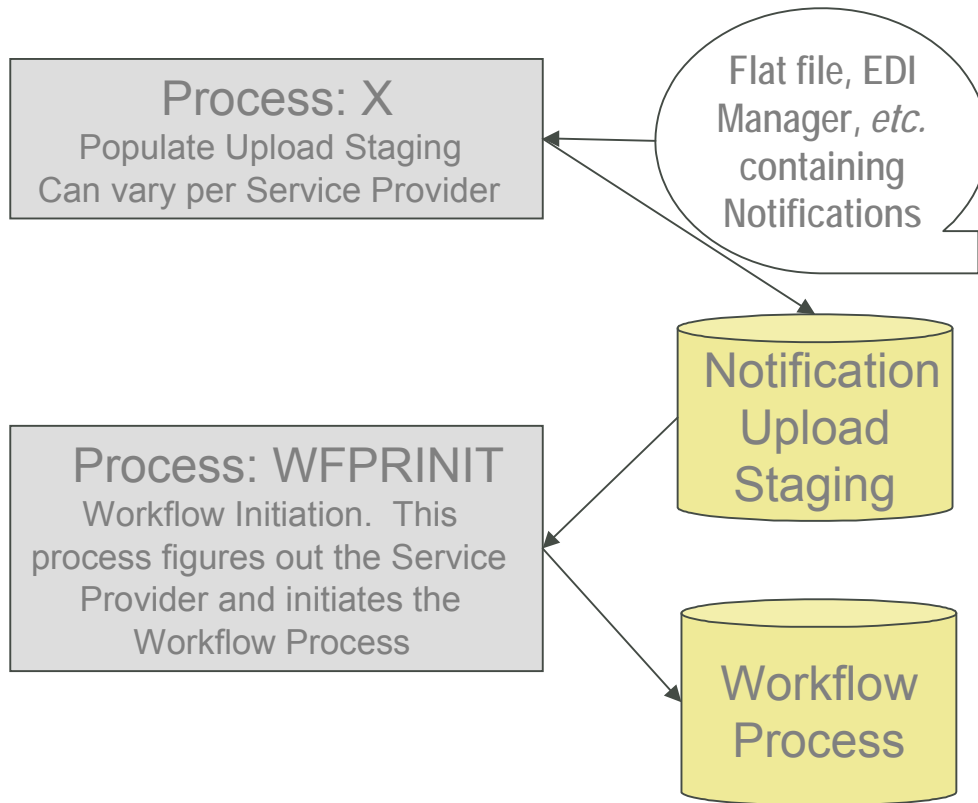 Process: X
Populate Upload Staging
Can vary per Service Provider
Flat file, EDI
Manager, etc.
containing
Notifications
Notification
Upload
Staging
Process: WFPRINIT
Workflow Initiation. This
process figures out the Service
Provider and initiates the
Workflow Process
Workflow
Process